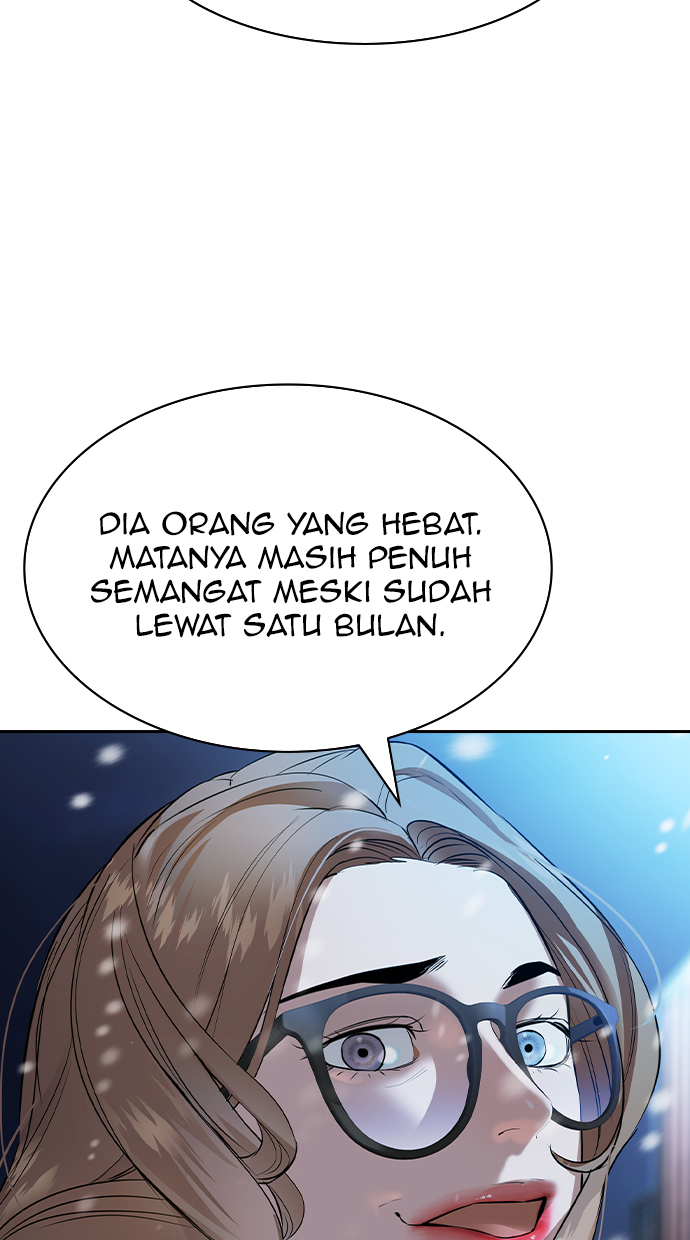 DIA ORANG YANG HEBAT.
MATANYA MASIH PENUH
SEMANGAT MESKI SUDAH
LEWAT SATU BULAN.